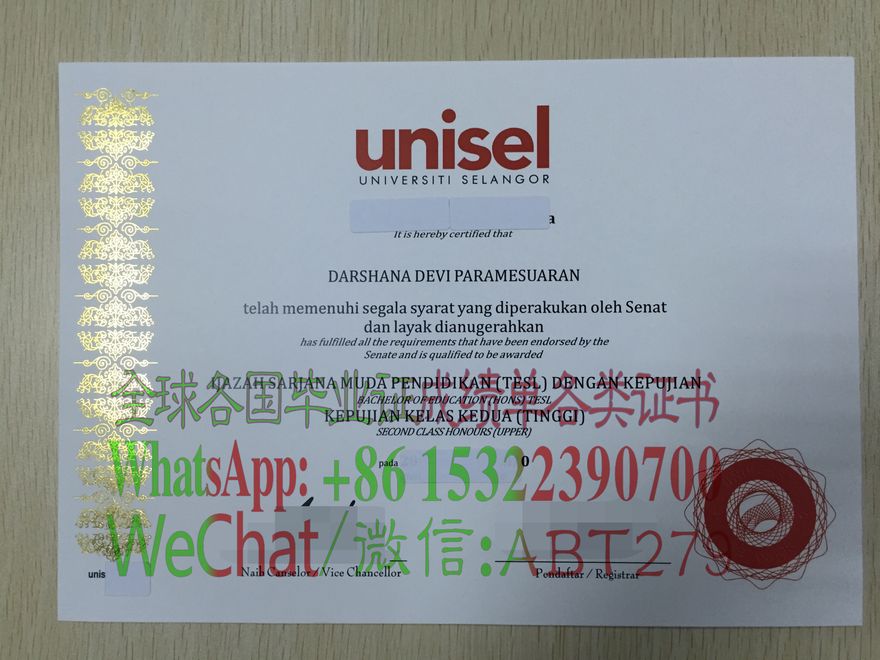 unisel
UNIVERSITI SELANGOR
It is hereby certified that
DARSHANA DEVI PARAMESUARAN
telah memenuhi segala syarat yang diperakukan oleh Senat
dan layak dianugerahkan
has fulfilled all the requirements that have been endorsed by the
Senate and is qualified to be awarded
IJAZAH SARJANA MUDA PENDIDIKAN (TESL) DENGAN KEPUJIAN
全球各国毕业证成绩单各类证书
BACHELOR OF EDUCATION (HONS) TESL
KEPUJIAN KELAS KEDUA (TINGGI)
SECOND CLASS HONOURS (UPPER)
pada 0
WhatsApp: +86 15322390700
WeChat/微信:ABT279
unis
Naib Canselor / Vice Chancellor Pendaftar / Registrar